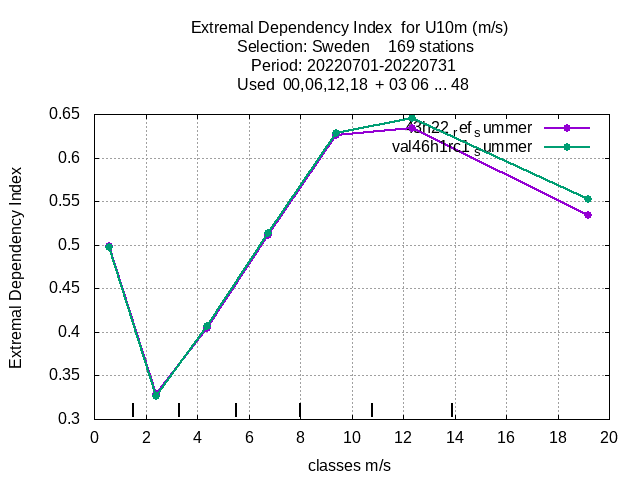 Extremal Dependency Index for U10m (m/s)
Selection: Sweden 169 stations
Period: 20220701-20220731
Used 00,06,12,18 + 03 06 ... 48
0.65
0.6
0.55
0.5
0.45
0.4
0.35
0.3
Extremal Dependency Index
43h22_ref_summer
val46h1rc1_summer
0 2 4 6 8 10 12 14 16 18 20
classes m/s